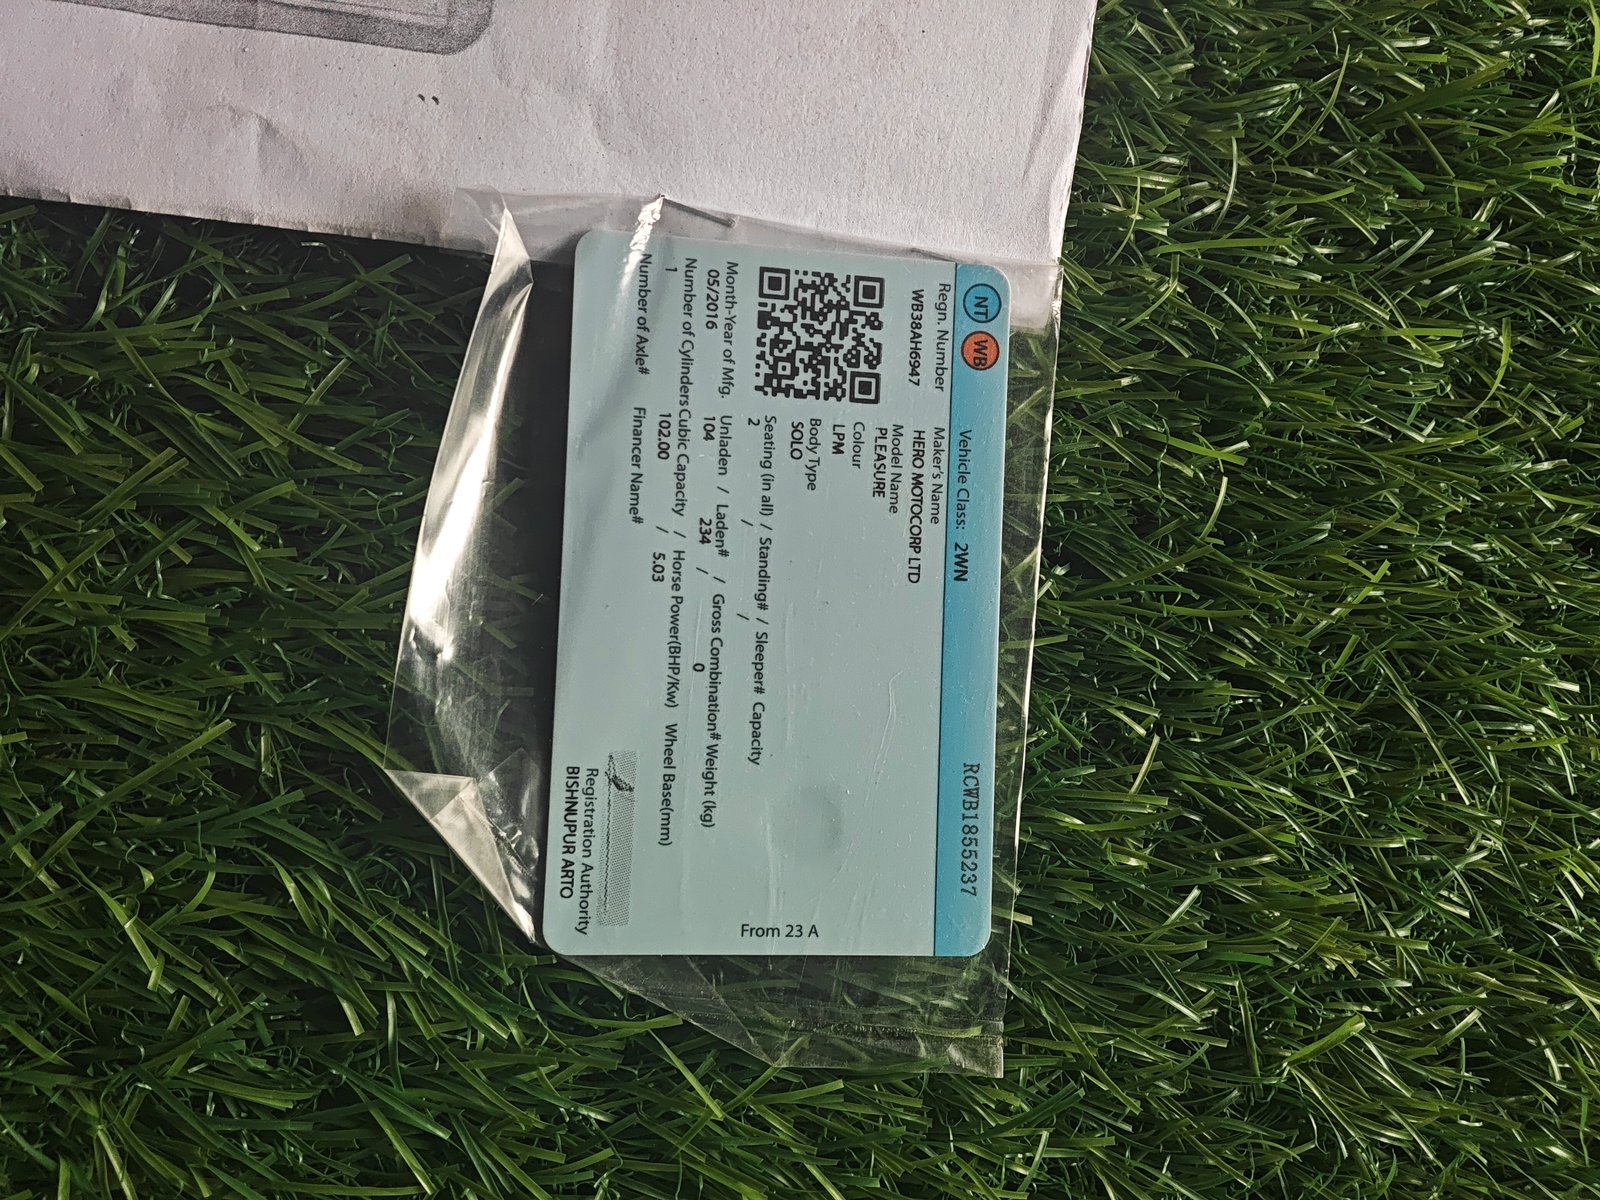 NT WB Vehicle Class: 2WN RCWB1855237
Regn. Number Maker's Name
WB38AH6947 HERO MOTOCORP LTD
Model Name
PLEASURE
Colour
LPM
Body Type
SOLO
Seating (in all) / Standing# / Sleeper# Capacity
2 / /
From 23 A
Month-Year of Mfg. Unladen / Laden# / Gross Combination# Weight (kg)
05/2016 104 234 / 0
Number of Cylinders Cubic Capacity / Horse Power(BHP/Kw) Wheel Base(mm)
1 102.00 / 5.03
Number of Axle# Financer Name#
Registration Authority
BISHNUPUR ARTO